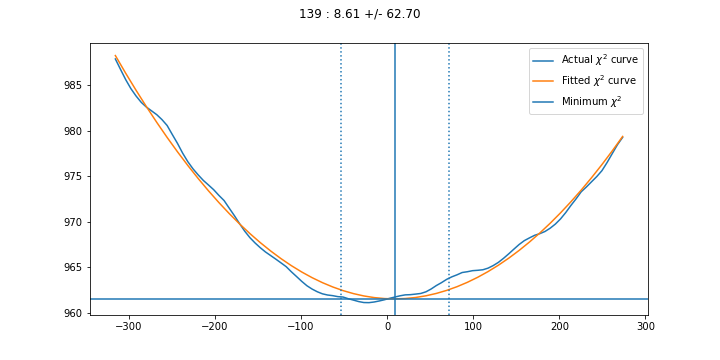 139 : 8.61 +/- 62.70
Actual χ² curve
Fitted χ² curve
Minimum χ²
985
980
975
970
965
960
−300 −200 −100 0 100 200 300